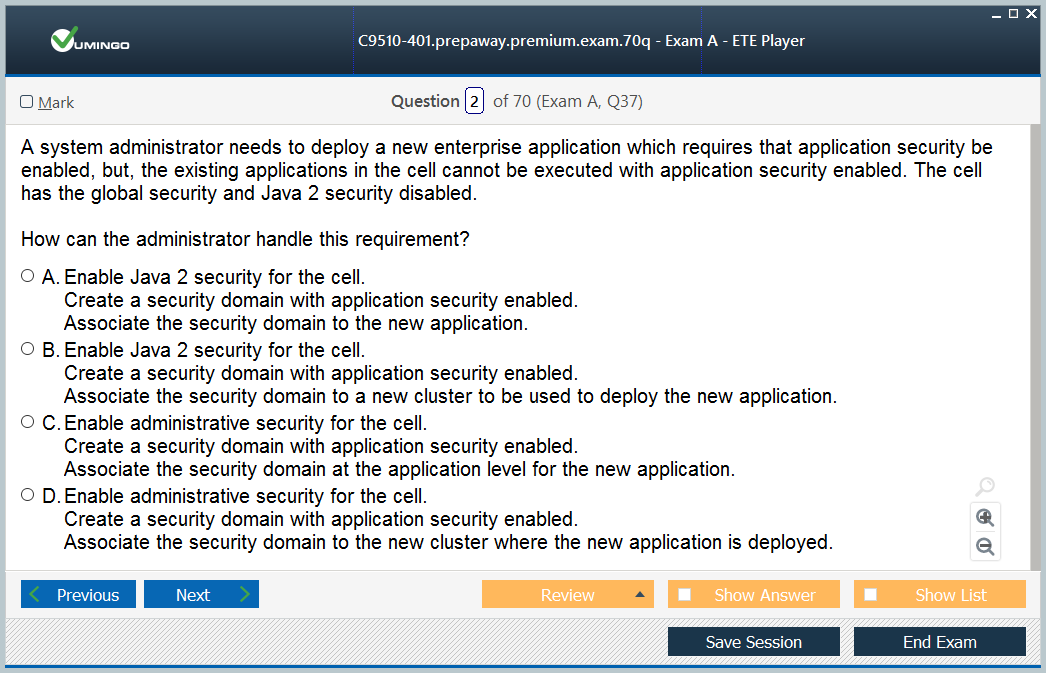 VUMINGO
C9510-401.prepaway.premium.exam.70q - Exam A - ETE Player
Mark
Question 2 of 70 (Exam A, Q37)
A system administrator needs to deploy a new enterprise application which requires that application security be
enabled, but, the existing applications in the cell cannot be executed with application security enabled. The cell
has the global security and Java 2 security disabled.
How can the administrator handle this requirement?
A. Enable Java 2 security for the cell.
Create a security domain with application security enabled.
Associate the security domain to the new application.
B. Enable Java 2 security for the cell.
Create a security domain with application security enabled.
Associate the security domain to a new cluster to be used to deploy the new application.
C. Enable administrative security for the cell.
Create a security domain with application security enabled.
Associate the security domain at the application level for the new application.
D. Enable administrative security for the cell.
Create a security domain with application security enabled.
Associate the security domain to the new cluster where the new application is deployed.
Previous Next Review Show Answer Show List
Save Session End Exam